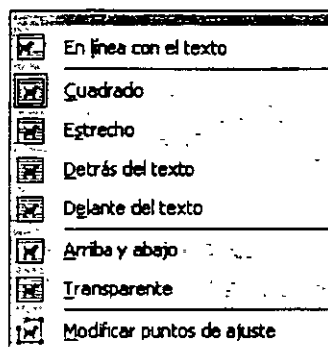 En línea con el texto
Cuadrado
Estrecho
Detrás del texto
Delante del texto
Arriba y abajo
Transparente
Modificar puntos de ajuste